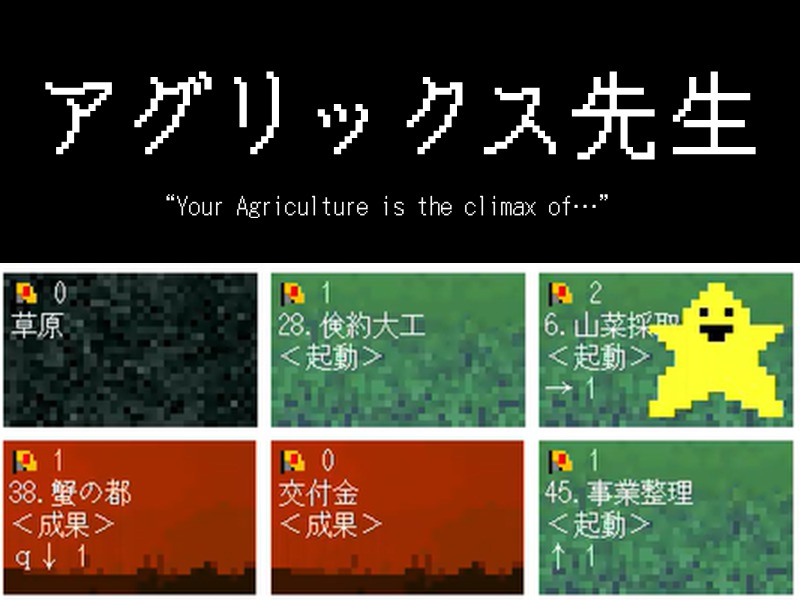 アグリックス先生
“Your Agriculture is the climax of…”
0
草原
1
28.倹約大工
＜起動＞
2
6.山菜採取
＜起動＞
→ 1
1
38.蟹の都
＜成果＞
q↓ 1
0
交付金
＜成果＞
1
45.事業整理
＜起動＞
↑ 1